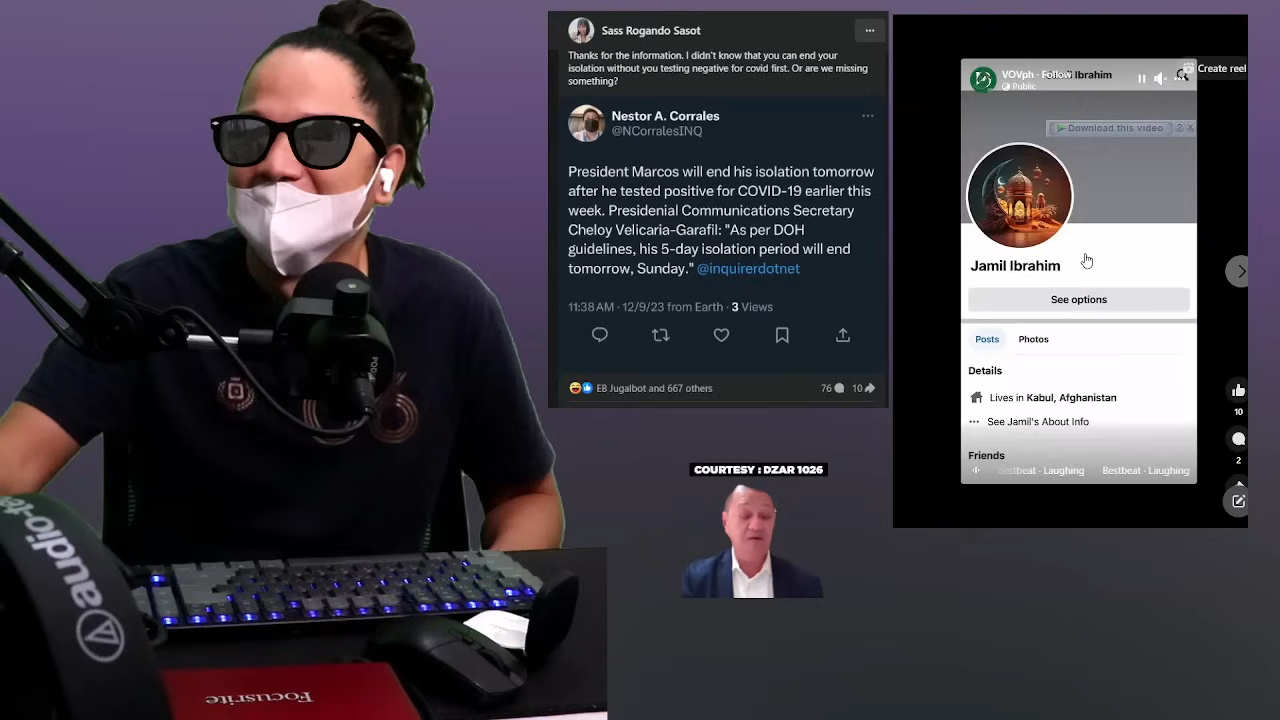 Sass Rogando Sasot
Thanks for the information. I didn't know that you can end your
isolation without you testing negative for covid first. Or are we missing
something?
Nestor A. Corrales
@NCorralesINQ
President Marcos will end his isolation tomorrow
after he tested positive for COVID-19 earlier this
week. Presidenial Communications Secretary
Cheloy Velicaria-Garafil: "As per DOH
guidelines, his 5-day isolation period will end
tomorrow, Sunday." @inquirerdotnet
11:38 AM · 12/9/23 from Earth · 3 Views
EB Jugalbot and 667 others
76
10
VOVph · Follow
Ibrahim
Public
Create reel
Download this video
Jamil Ibrahim
See options
Posts
Photos
Details
Lives in Kabul, Afghanistan
See Jamil's About Info
Friends
Bestbeat · Laughing
10
2
COURTESY : DZAR 1026
audio-te
Focusrite